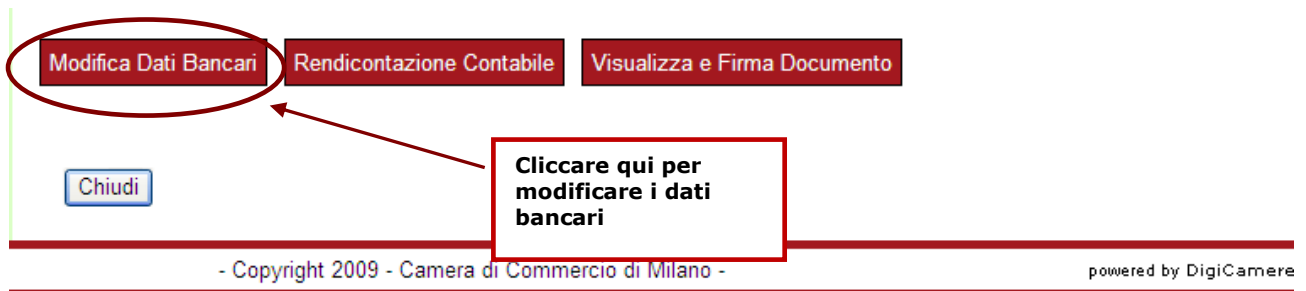 Modifica Dati Bancari Rendicontazione Contabile Visualizza e Firma Documento
Cliccare qui per
modificare i dati
bancari
Chiudi
- Copyright 2009 - Camera di Commercio di Milano - powered by DigiCamere